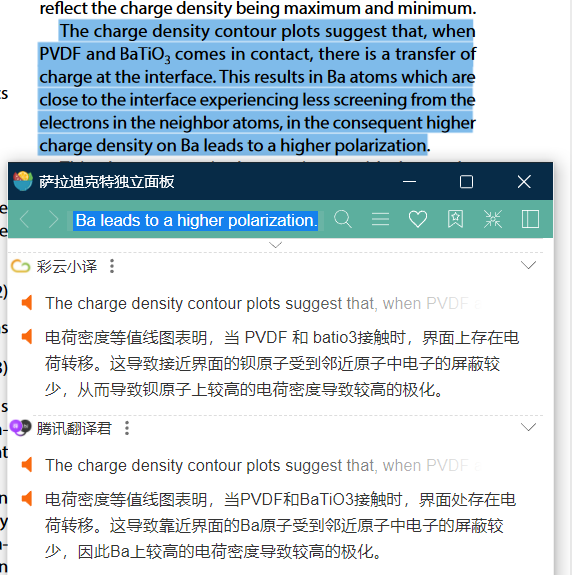 reflect the charge density being maximum and minimum.
The charge density contour plots suggest that, when
PVDF and BaTiO₃ comes in contact, there is a transfer of
charge at the interface. This results in Ba atoms which are
close to the interface experiencing less screening from the
electrons in the neighbor atoms, in the consequent higher
charge density on Ba leads to a higher polarization.
萨拉迪克特独立面板
Ba leads to a higher polarization.
彩云小译
The charge density contour plots suggest that, when PVDF
电荷密度等值线图表明，当 PVDF 和 batio3接触时，界面上存在电
荷转移。这导致接近界面的钡原子受到邻近原子中电子的屏蔽较
少，从而导致钡原子上较高的电荷密度导致较高的极化。
腾讯翻译君
The charge density contour plots suggest that, when PVDF
电荷密度等值线图表明，当PVDF和BaTiO3接触时，界面处存在电
荷转移。这导致靠近界面的Ba原子受到邻近原子中电子的屏蔽较
少，因此Ba上较高的电荷密度导致较高的极化。